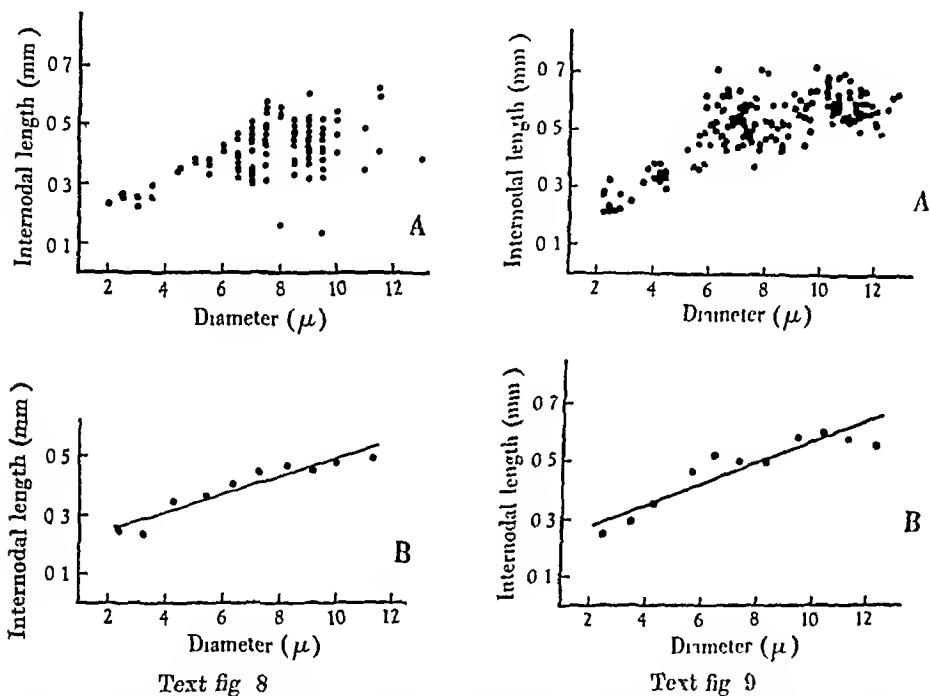 Internodal length (mm)
0 7
0 5
0 3
0 1
A
2 4 6 8 10 12
Diameter (μ)
Internodal length (mm)
0 7
0 5
0 3
0 1
A
2 4 6 8 10 12
Diameter (μ)
Internodal length (mm)
0 5
0 3
0 1
B
2 4 6 8 10 12
Diameter (μ)
Text fig 8
Internodal length (mm)
0 7
0 5
0 3
0 1
B
2 4 6 8 10 12
Diameter (μ)
Text fig 9